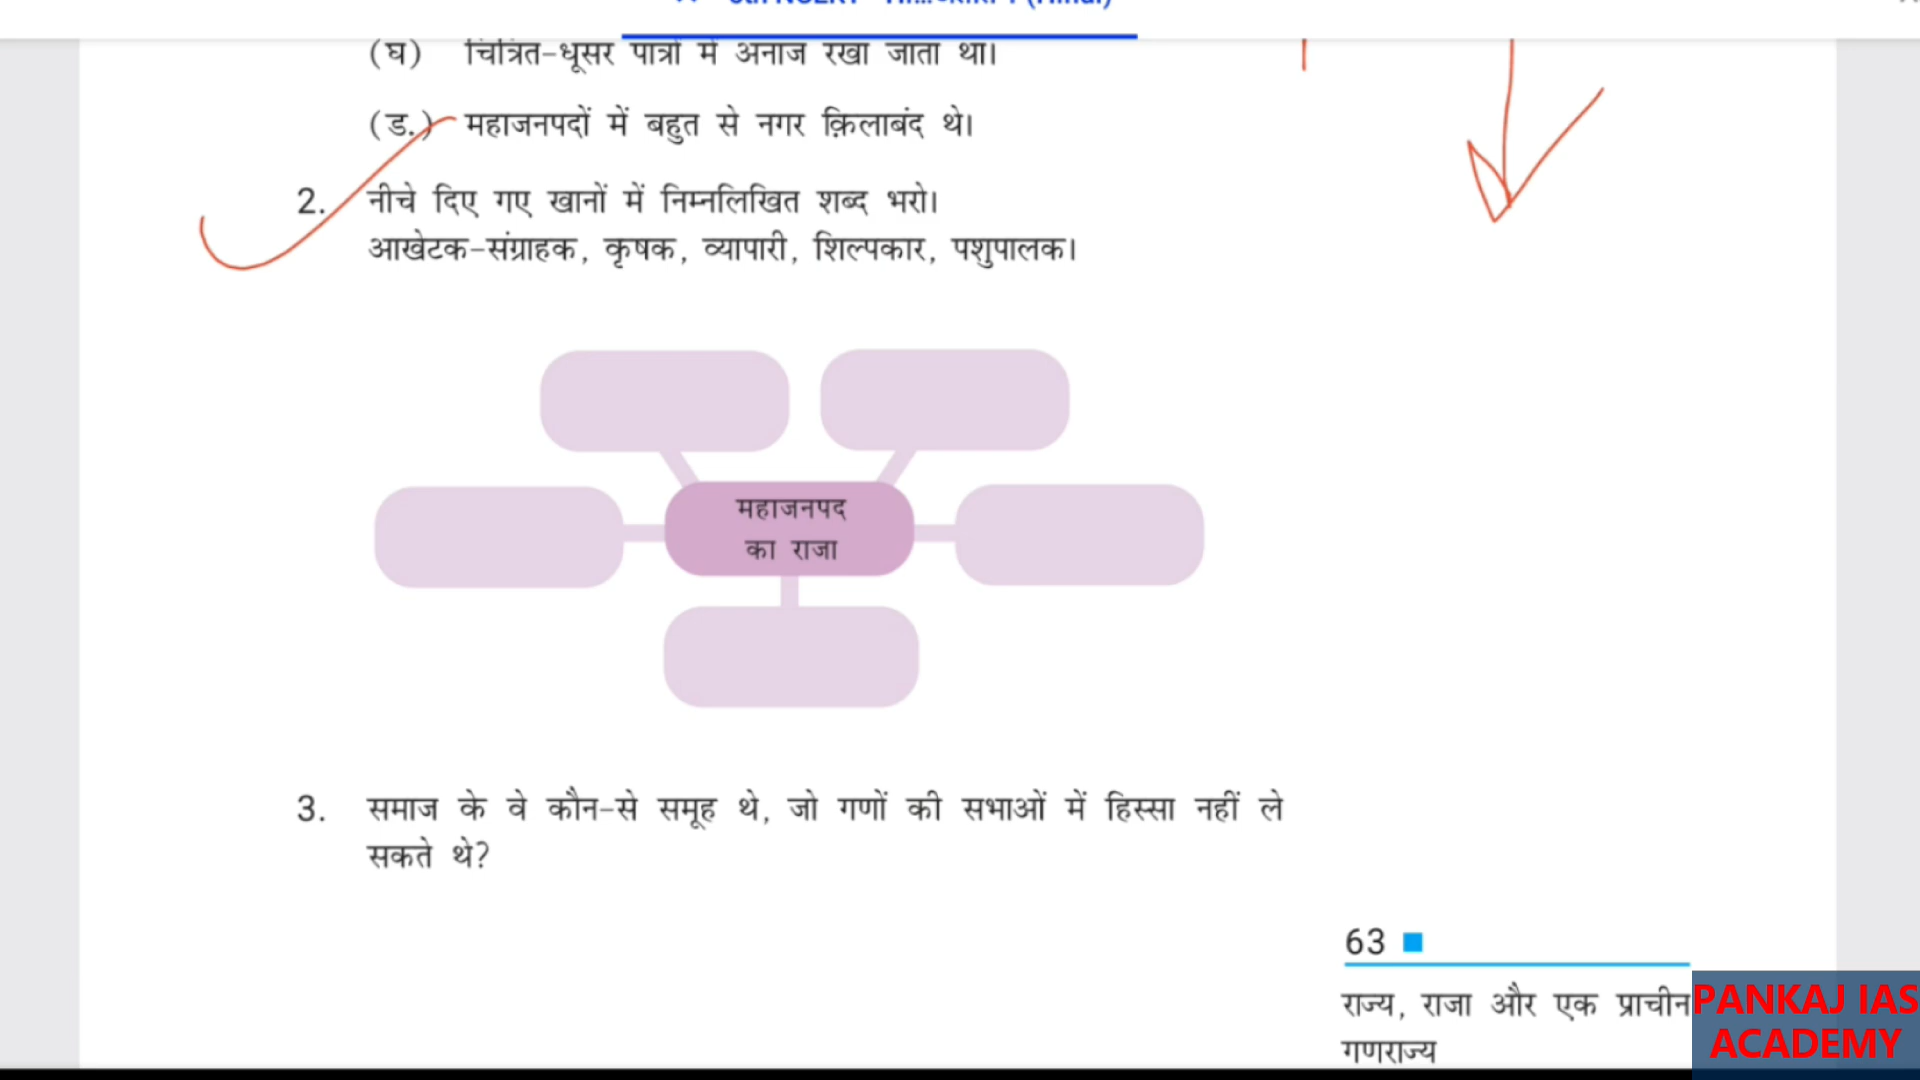 (घ) चित्रित-धूसर पात्रों में अनाज रखा जाता था।
(ड.) महाजनपदों में बहुत से नगर क़िलाबंद थे।
2. नीचे दिए गए खानों में निम्नलिखित शब्द भरो।
आखेटक-संग्राहक, कृषक, व्यापारी, शिल्पकार, पशुपालक।
महाजनपद
का राजा
3. समाज के वे कौन-से समूह थे, जो गणों की सभाओं में हिस्सा नहीं ले
सकते थे?
63
राज्य, राजा और एक प्राचीन
गणराज्य
PANKAJ IAS
ACADEMY